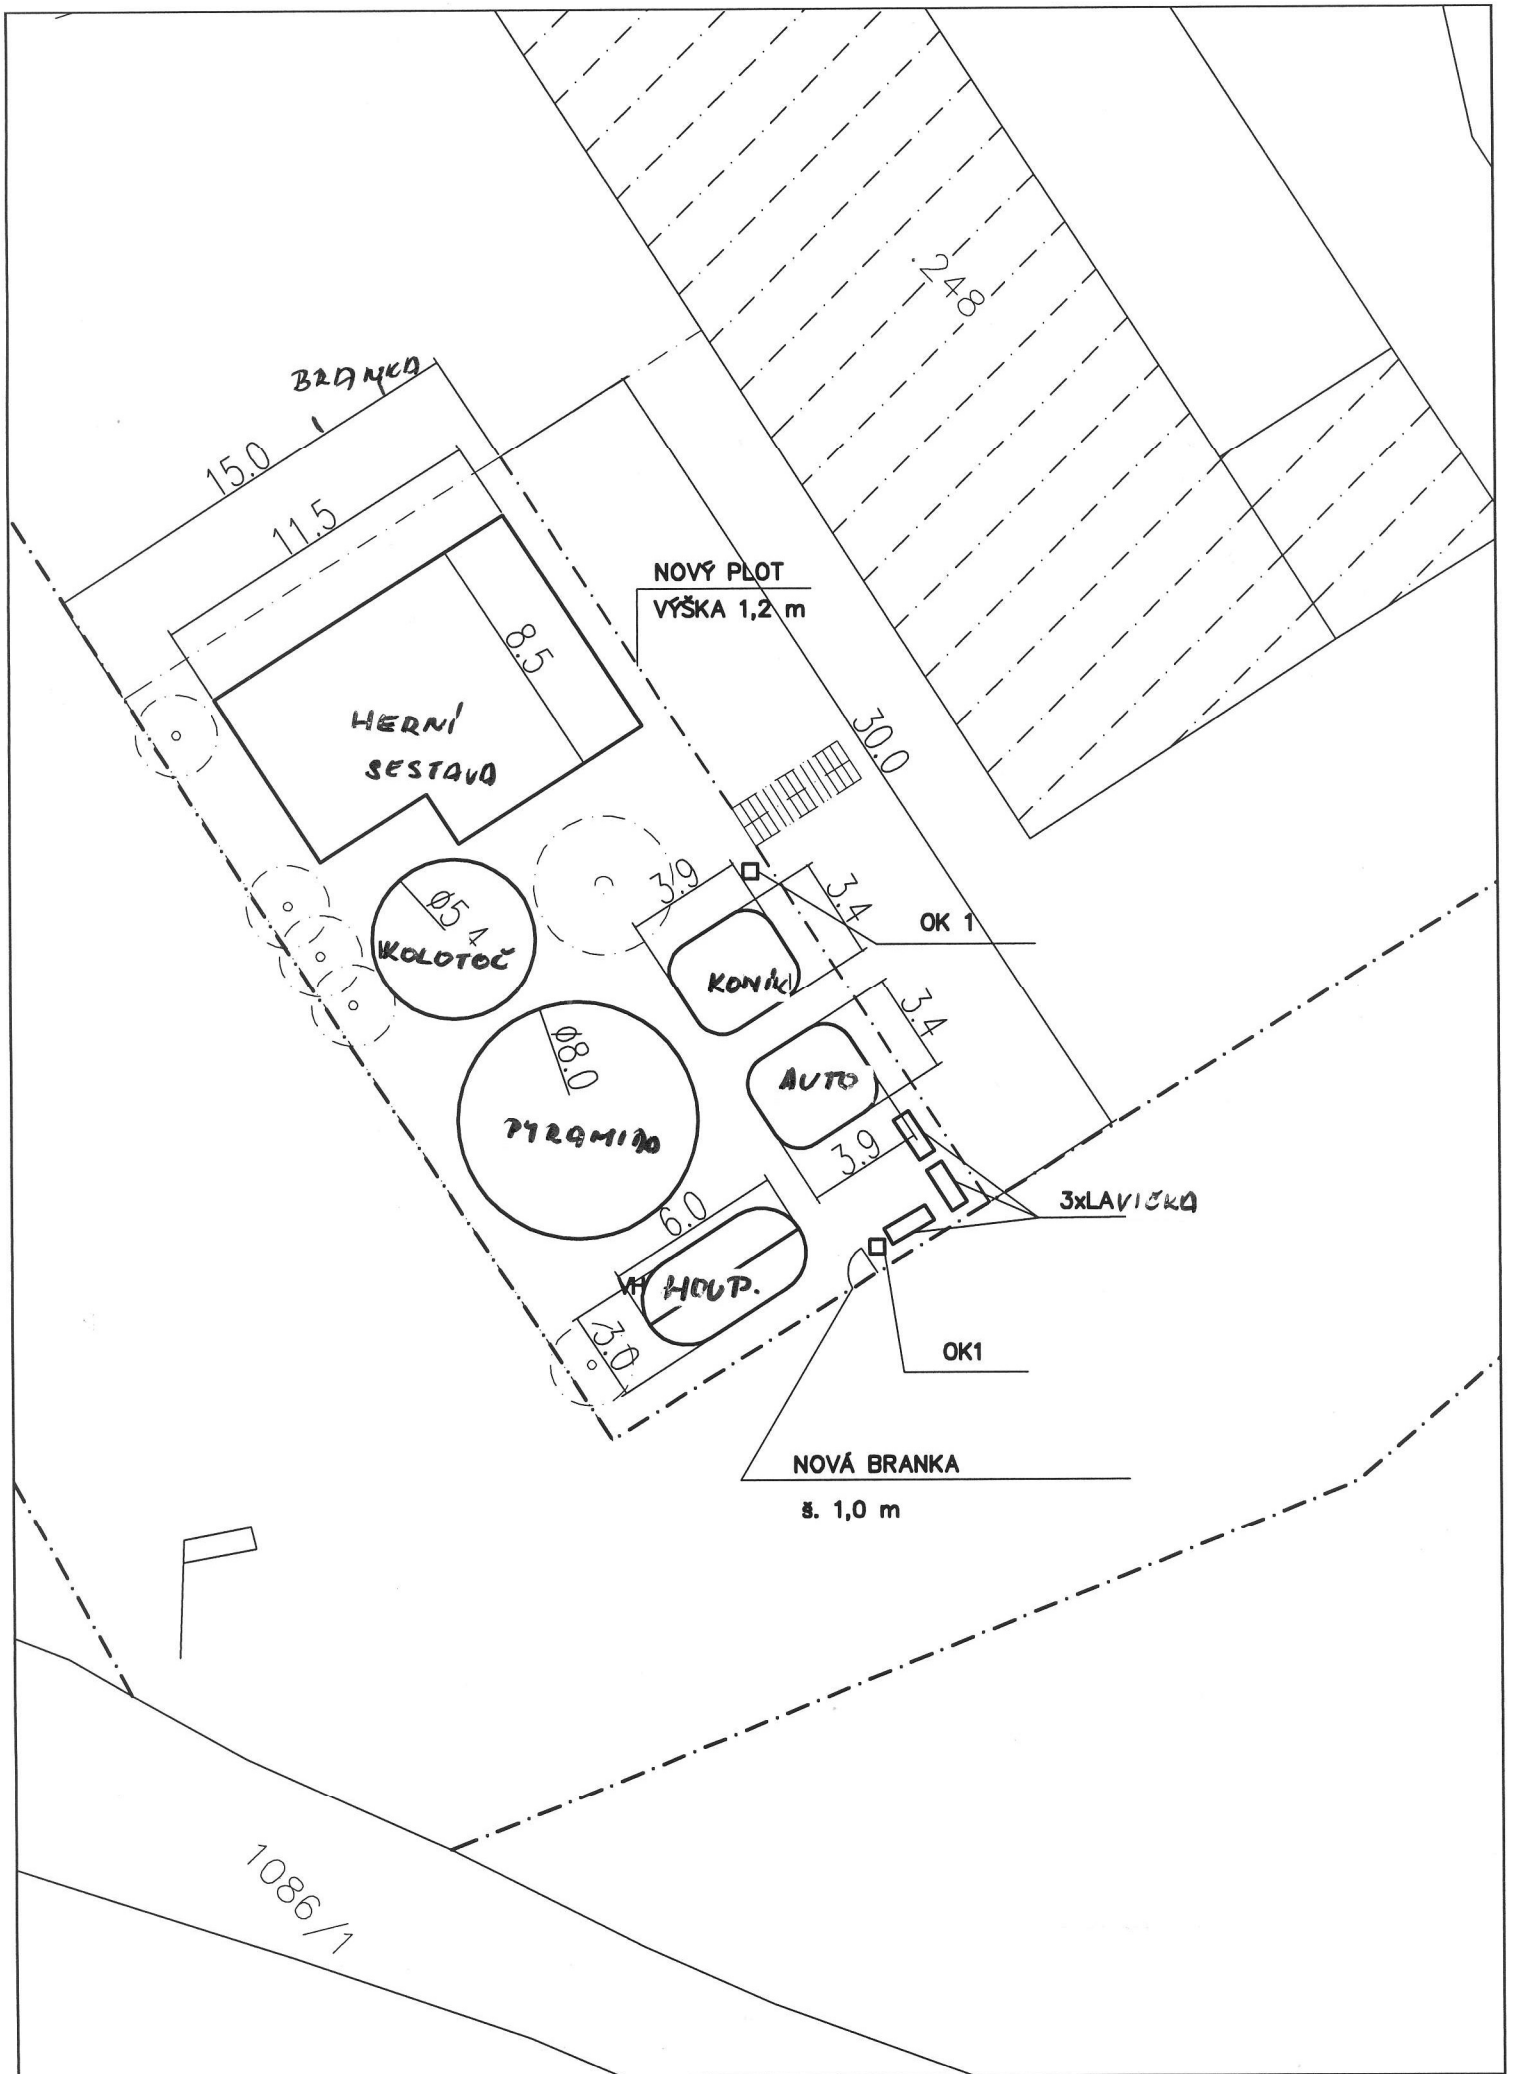 .248
BRANKA
15.0
11.5
NOVÝ PLOT
VÝŠKA 1,2 m
8.5
HERNÍ
SESTAVA
30.0
3.9
3.4
OK 1
Ø5.4
KOLOTOČ
KONÍK
3.4
Ø8.0
AUTO
PYRAMIDA
3.9
6.0
3xLAVIČKA
VH HOUP.
3.0
OK1
NOVÁ BRANKA
š. 1,0 m
1086/1